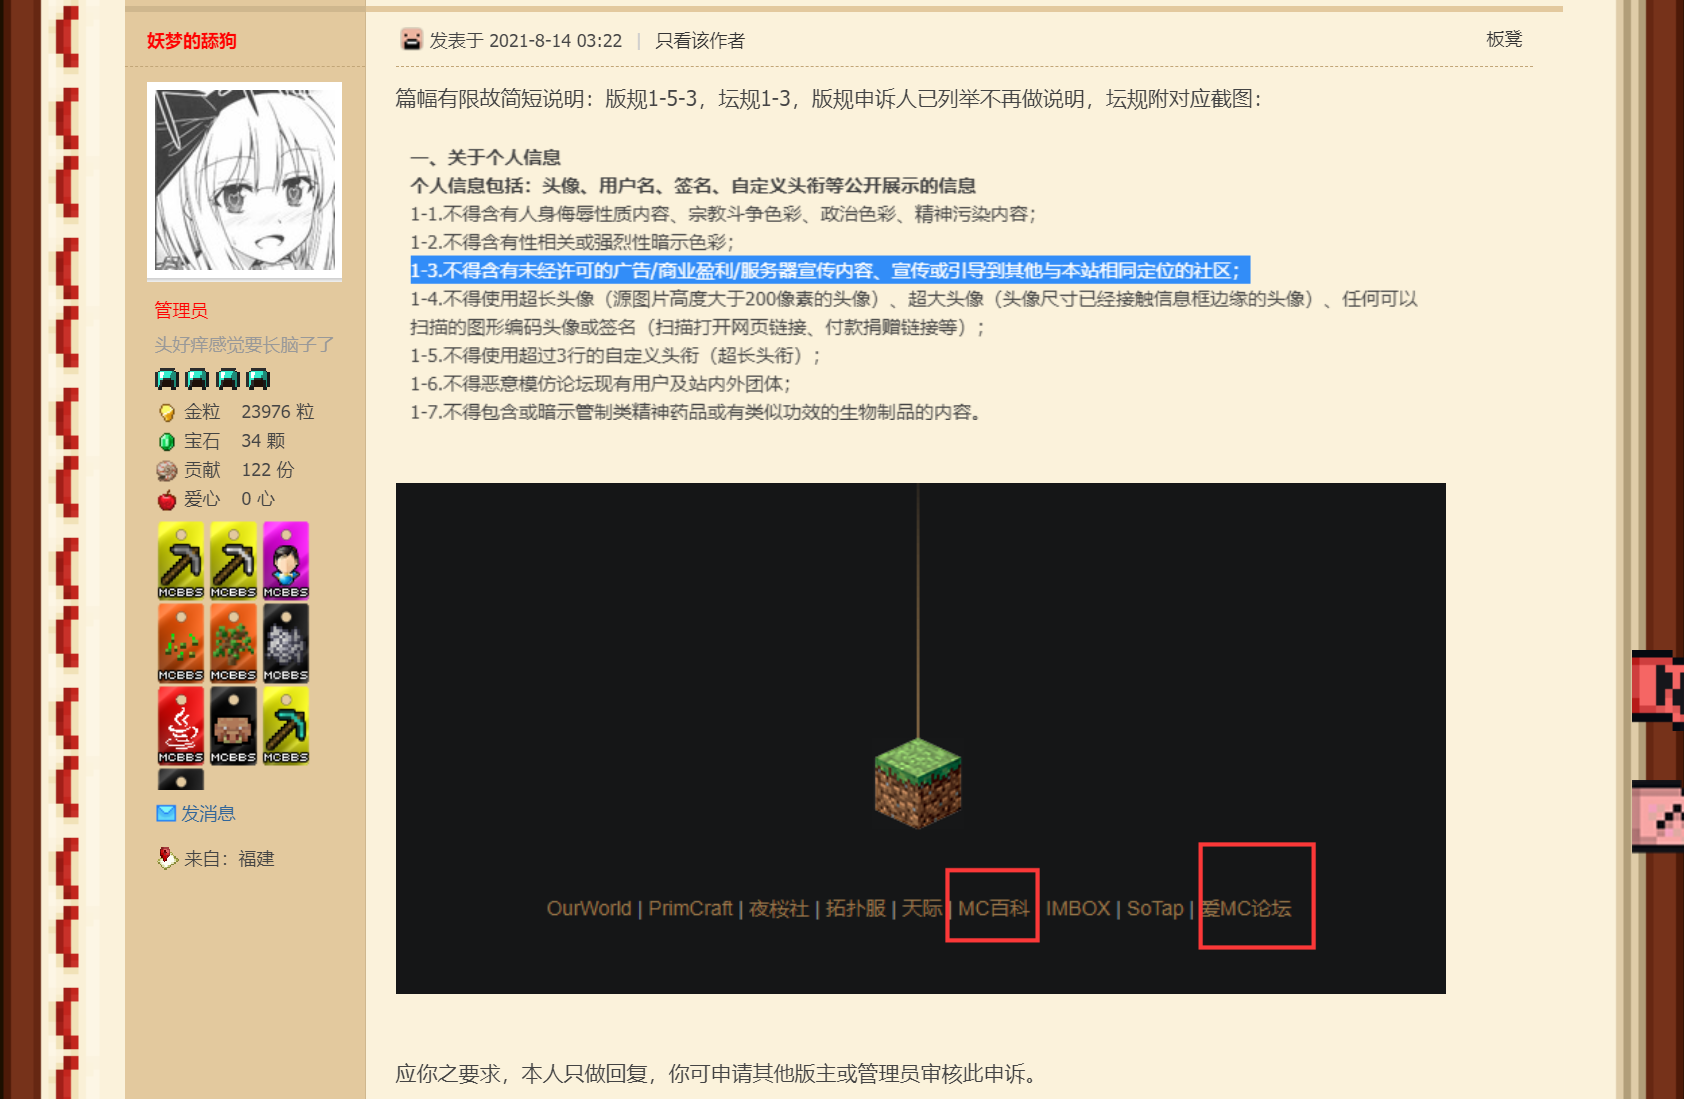 妖梦的舔狗
发表于 2021-8-14 03:22 | 只看该作者
板凳
管理员
头好痒感觉要长脑子了
金粒 23976 粒
宝石 34 颗
贡献 122 份
爱心 0 心
MCBBS MCBBS MCBBS
MCBBS MCBBS MCBBS
MCBBS MCBBS MCBBS
发消息
来自：福建
篇幅有限故简短说明：版规1-5-3，坛规1-3，版规申诉人已列举不再做说明，坛规附对应截图：
一、关于个人信息
个人信息包括：头像、用户名、签名、自定义头衔等公开展示的信息
1-1.不得含有人身侮辱性质内容、宗教斗争色彩、政治色彩、精神污染内容；
1-2.不得含有性相关或强烈性暗示色彩；
1-3.不得含有未经许可的广告/商业盈利/服务器宣传内容、宣传或引导到其他与本站相同定位的社区；
1-4.不得使用超长头像（源图片高度大于200像素的头像）、超大头像（头像尺寸已经接触信息框边缘的头像）、任何可以
扫描的图形编码头像或签名（扫描打开网页链接、付款捐赠链接等）；
1-5.不得使用超过3行的自定义头衔（超长头衔）；
1-6.不得恶意模仿论坛现有用户及站内外团体；
1-7.不得包含或暗示管制类精神药品或有类似功效的生物制品的内容。
OurWorld | PrimCraft | 夜桜社 | 拓扑服 | 天际 | MC百科 IMBOX | SoTap | 爱MC论坛
应你之要求，本人只做回复，你可申请其他版主或管理员审核此申诉。